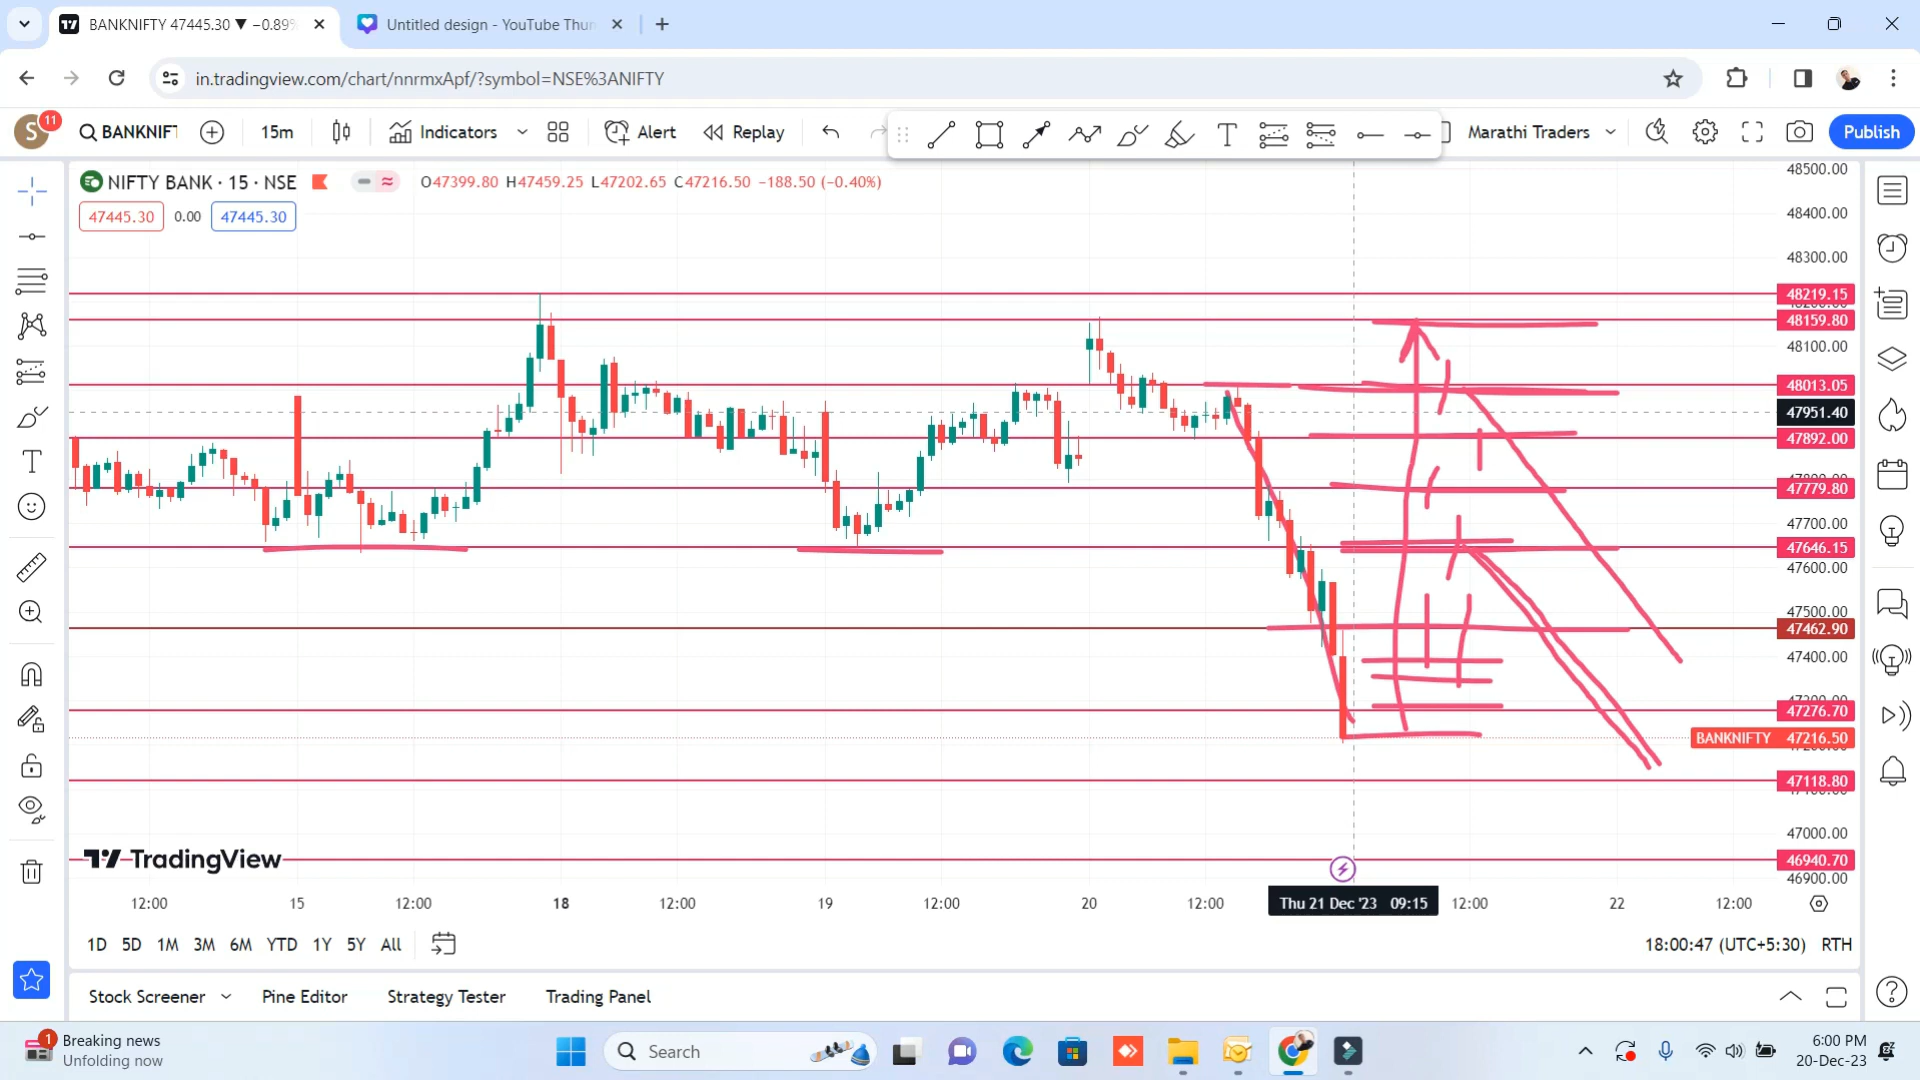 BANKNIFTY 47445.30 ▼ −0.89%
Untitled design - YouTube Thu
in.tradingview.com/chart/nnrmxApf/?symbol=NSE%3ANIFTY
S
11
BANKNIFT
15m
Indicators
Alert
Replay
Marathi Traders
Publish
NIFTY BANK · 15 · NSE
O47399.80 H47459.25 L47202.65 C47216.50 −188.50 (−0.40%)
47445.30
0.00
47445.30
48500.00
48400.00
48300.00
48219.15
48159.80
48100.00
48013.05
47951.40
47892.00
47779.80
47700.00
47646.15
47600.00
47500.00
47462.90
47400.00
47276.70
BANKNIFTY 47216.50
47118.80
47000.00
46940.70
46900.00
TradingView
12:00
15
12:00
18
12:00
19
12:00
20
12:00
Thu 21 Dec '23 09:15
12:00
22
12:00
1D 5D 1M 3M 6M YTD 1Y 5Y All
18:00:47 (UTC+5:30) RTH
Stock Screener
Pine Editor
Strategy Tester
Trading Panel
1
Breaking news
Unfolding now
Search
6:00 PM
20-Dec-23